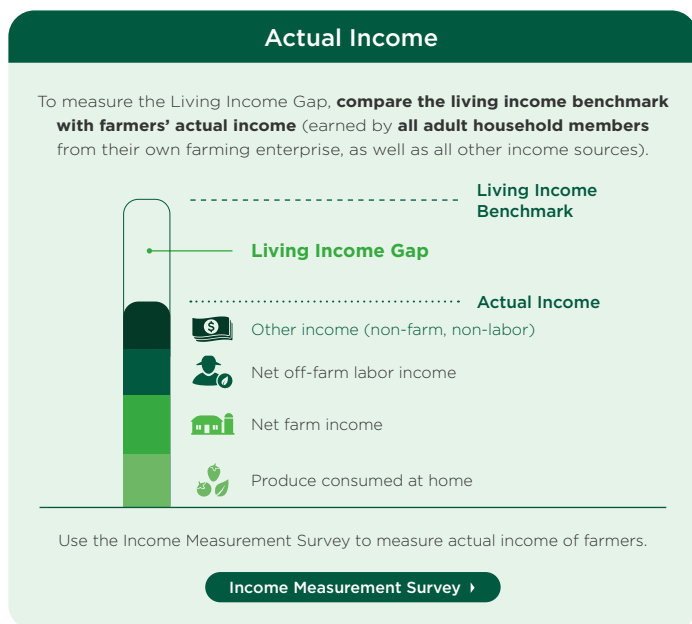 Actual Income
To measure the Living Income Gap, compare the living income benchmark
with farmers' actual income (earned by all adult household members
from their own farming enterprise, as well as all other income sources).
Living Income
Benchmark
Living Income Gap
Actual Income
$
Other income (non-farm, non-labor)
Net off-farm labor income
Net farm income
Produce consumed at home
Use the Income Measurement Survey to measure actual income of farmers.
Income Measurement Survey